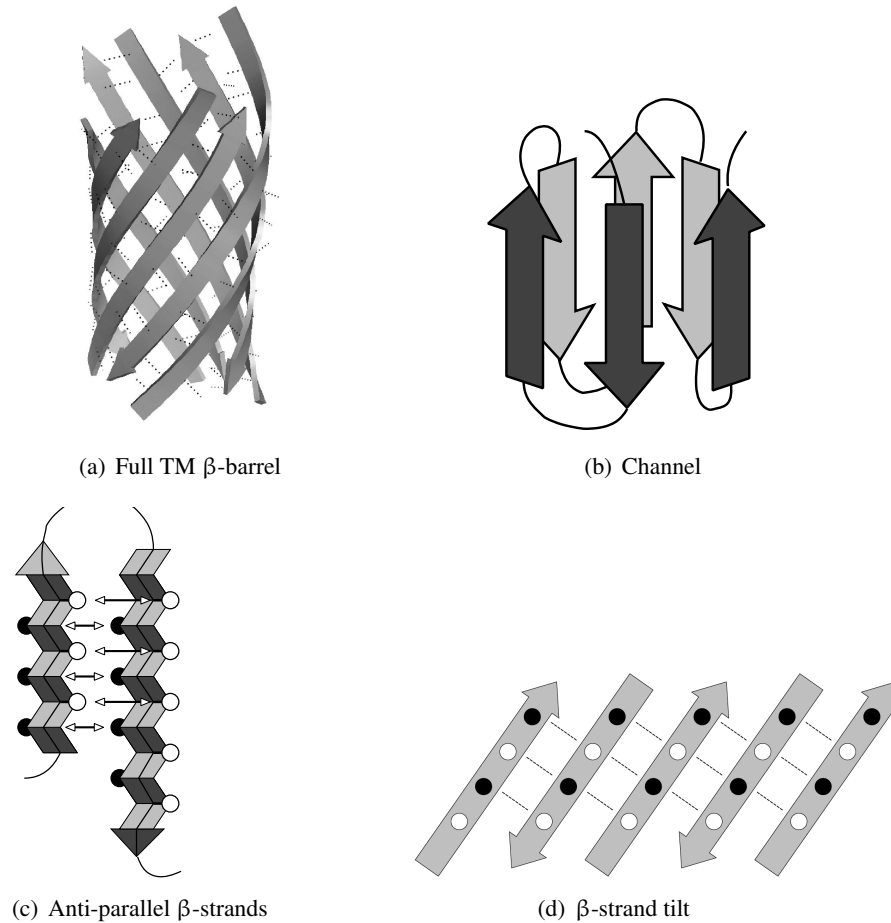 (a) Full TM β-barrel
(b) Channel
(c) Anti-parallel β-strands
(d) β-strand tilt